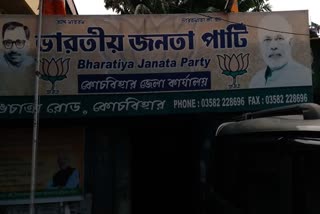 ভারতীয় জনতা পার্টি
Bharatiya Janata Party
কোচবিহার জেলা কার্যালয়
রোড, কোচবিহার PHONE : 03582 228696 FAX : 03582 228696